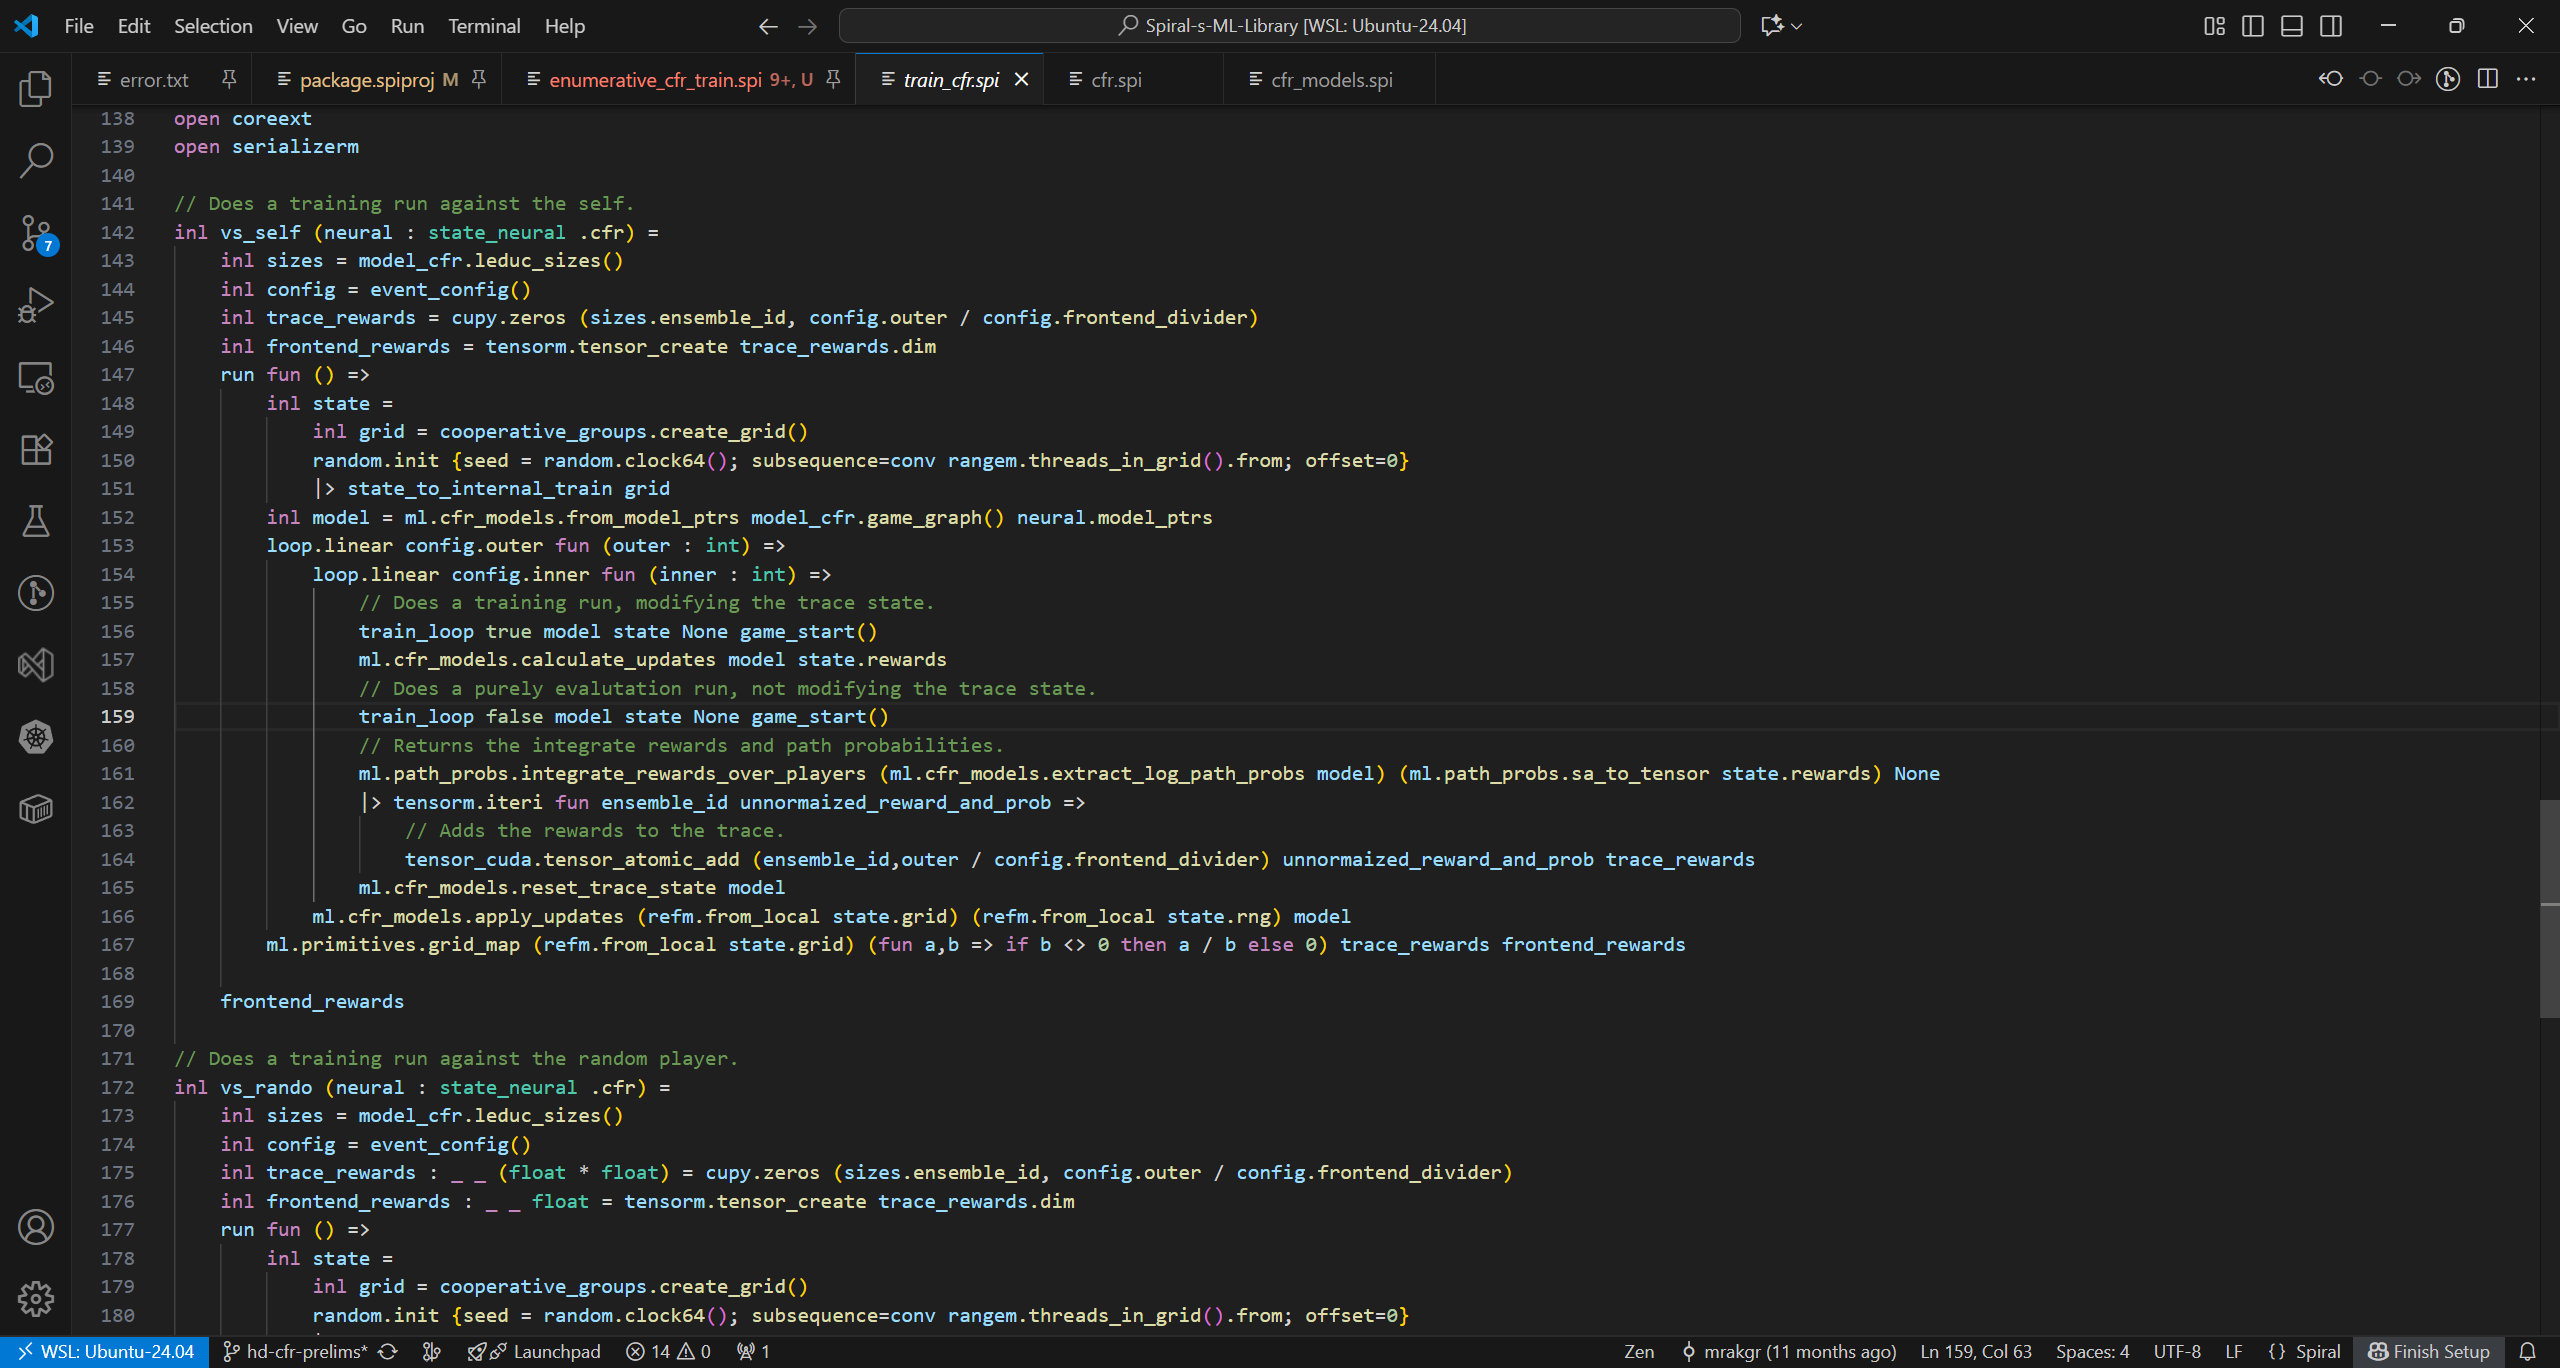 File Edit Selection View Go Run Terminal Help
Spiral-s-ML-Library [WSL: Ubuntu-24.04]
error.txt package.spiproj M enumerative_cfr_train.spi 9+, U train_cfr.spi cfr.spi cfr_models.spi
138 open coreext
139 open serializerm
140
141 // Does a training run against the self.
142 inl vs_self (neural : state_neural .cfr) =
143     inl sizes = model_cfr.leduc_sizes()
144     inl config = event_config()
145     inl trace_rewards = cupy.zeros (sizes.ensemble_id, config.outer / config.frontend_divider)
146     inl frontend_rewards = tensorm.tensor_create trace_rewards.dim
147     run fun () =>
148         inl state =
149             inl grid = cooperative_groups.create_grid()
150             random.init {seed = random.clock64(); subsequence=conv rangem.threads_in_grid().from; offset=0}
151             |> state_to_internal_train grid
152         inl model = ml.cfr_models.from_model_ptrs model_cfr.game_graph() neural.model_ptrs
153         loop.linear config.outer fun (outer : int) =>
154             loop.linear config.inner fun (inner : int) =>
155                 // Does a training run, modifying the trace state.
156                 train_loop true model state None game_start()
157                 ml.cfr_models.calculate_updates model state.rewards
158                 // Does a purely evalutation run, not modifying the trace state.
159                 train_loop false model state None game_start()
160                 // Returns the integrate rewards and path probabilities.
161                 ml.path_probs.integrate_rewards_over_players (ml.cfr_models.extract_log_path_probs model) (ml.path_probs.sa_to_tensor state.rewards) None
162                 |> tensorm.iteri fun ensemble_id unnormaized_reward_and_prob =>
163                     // Adds the rewards to the trace.
164                     tensor_cuda.tensor_atomic_add (ensemble_id,outer / config.frontend_divider) unnormaized_reward_and_prob trace_rewards
165                 ml.cfr_models.reset_trace_state model
166             ml.cfr_models.apply_updates (refm.from_local state.grid) (refm.from_local state.rng) model
167         ml.primitives.grid_map (refm.from_local state.grid) (fun a,b => if b <> 0 then a / b else 0) trace_rewards frontend_rewards
168
169     frontend_rewards
170
171 // Does a training run against the random player.
172 inl vs_rando (neural : state_neural .cfr) =
173     inl sizes = model_cfr.leduc_sizes()
174     inl config = event_config()
175     inl trace_rewards : _ _ (float * float) = cupy.zeros (sizes.ensemble_id, config.outer / config.frontend_divider)
176     inl frontend_rewards : _ _ float = tensorm.tensor_create trace_rewards.dim
177     run fun () =>
178         inl state =
179             inl grid = cooperative_groups.create_grid()
180             random.init {seed = random.clock64(); subsequence=conv rangem.threads_in_grid().from; offset=0}
7
WSL: Ubuntu-24.04 hd-cfr-prelims* Launchpad 14 0 1 Zen mrakgr (11 months ago) Ln 159, Col 63 Spaces: 4 UTF-8 LF {} Spiral Finish Setup